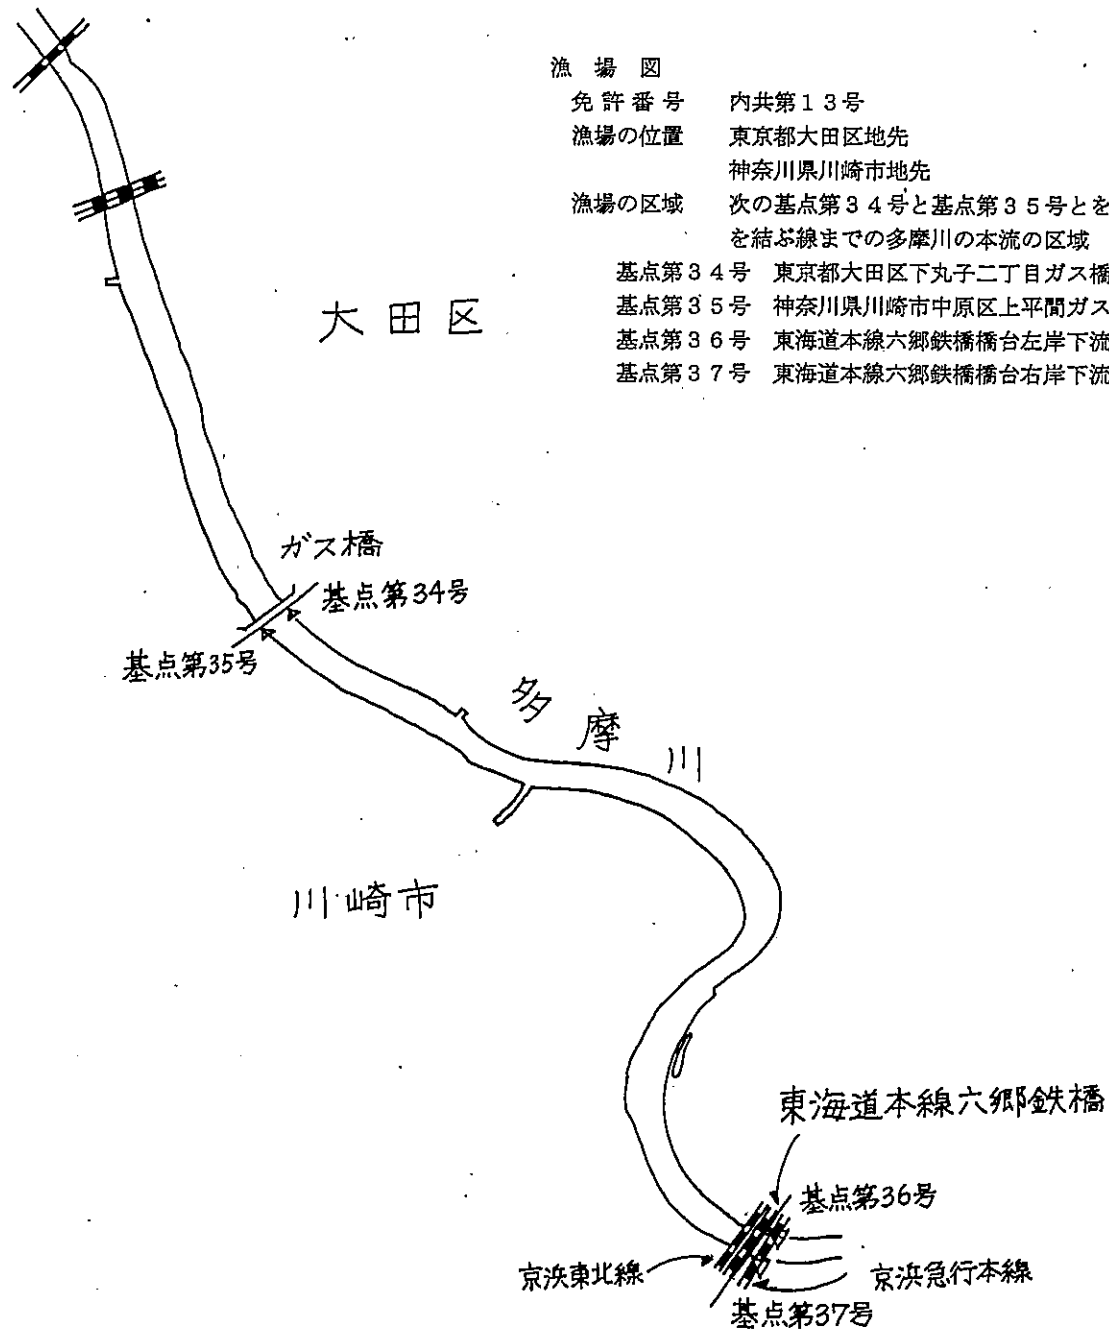 漁場図
免許番号 内共第13号
漁場の位置 東京都大田区地先
神奈川県川崎市地先
漁場の区域 次の基点第34号と基点第35号とを
を結ぶ線までの多摩川の本流の区域
基点第34号 東京都大田区下丸子二丁目ガス橋
基点第35号 神奈川県川崎市中原区上平間ガス
基点第36号 東海道本線六郷鉄橋橋台左岸下流
基点第37号 東海道本線六郷鉄橋橋台右岸下流
大田区
ガス橋
基点第34号
基点第35号
多摩川
川崎市
東海道本線六郷鉄橋
基点第36号
京浜東北線
京浜急行本線
基点第37号